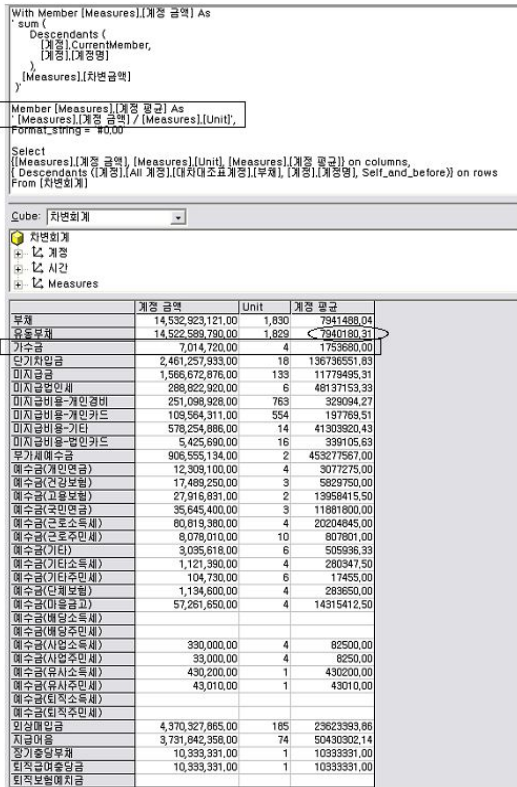 With Member [Measures].[계정 금액] As
' sum (
Descendants (
[계정].CurrentMember,
[계정].[계정명]
),
[Measures].[차변금액]
)'
Member [Measures].[계정 평균] As
' [Measures].[계정 금액] / [Measures].[Unit]',
Format_string = '#0.00'
Select
{[Measures].[계정 금액], [Measures].[Unit], [Measures].[계정 평균]} on columns,
{ Descendants ([계정].[All 계정].[대차대조표계정].[부채], [계정].[계정명], Self_and_before)} on rows
From [차변회계]
Cube: 차변회계
차변회계
계정
시간
Measures
계정 금액 Unit 계정 평균
부채 14,532,923,121.00 1,830 7941488.04
유동부채 14,522,589,790.00 1,829 7940180.31
가수금 7,014,720.00 4 1753680.00
단기차입금 2,461,257,933.00 18 136736551.83
미지급금 1,566,672,876.00 133 11779495.31
미지급법인세 288,822,920.00 6 48137153.33
미지급비용-개인경비 251,098,928.00 763 329094.27
미지급비용-개인카드 109,564,311.00 554 197769.51
미지급비용-기타 578,254,886.00 14 41303920.43
미지급비용-법인카드 5,425,690.00 16 339105.63
부가세예수금 906,555,134.00 2 453277567.00
예수금(개인연금) 12,309,100.00 4 3077275.00
예수금(건강보험) 17,489,250.00 3 5829750.00
예수금(고용보험) 27,916,831.00 2 13958415.50
예수금(국민연금) 35,645,400.00 3 11881800.00
예수금(근로소득세) 80,819,380.00 4 20204845.00
예수금(근로주민세) 8,078,010.00 10 807801.00
예수금(기타) 3,035,618.00 6 505936.33
예수금(기타소득세) 1,121,390.00 4 280347.50
예수금(기타주민세) 104,730.00 6 17455.00
예수금(단체보험) 1,134,600.00 4 283650.00
예수금(마을금고) 57,261,650.00 4 14315412.50
예수금(배당소득세)
예수금(배당주민세)
예수금(사업소득세) 330,000.00 4 82500.00
예수금(사업주민세) 33,000.00 4 8250.00
예수금(유사소득세) 430,200.00 1 430200.00
예수금(유사주민세) 43,010.00 1 43010.00
예수금(퇴직소득세)
예수금(퇴직주민세)
외상매입금 4,370,327,865.00 185 23623393.86
지급어음 3,731,842,358.00 74 50430302.14
장기충당부채 10,333,331.00 1 10333331.00
퇴직급여충당금 10,333,331.00 1 10333331.00
퇴직보험예치금